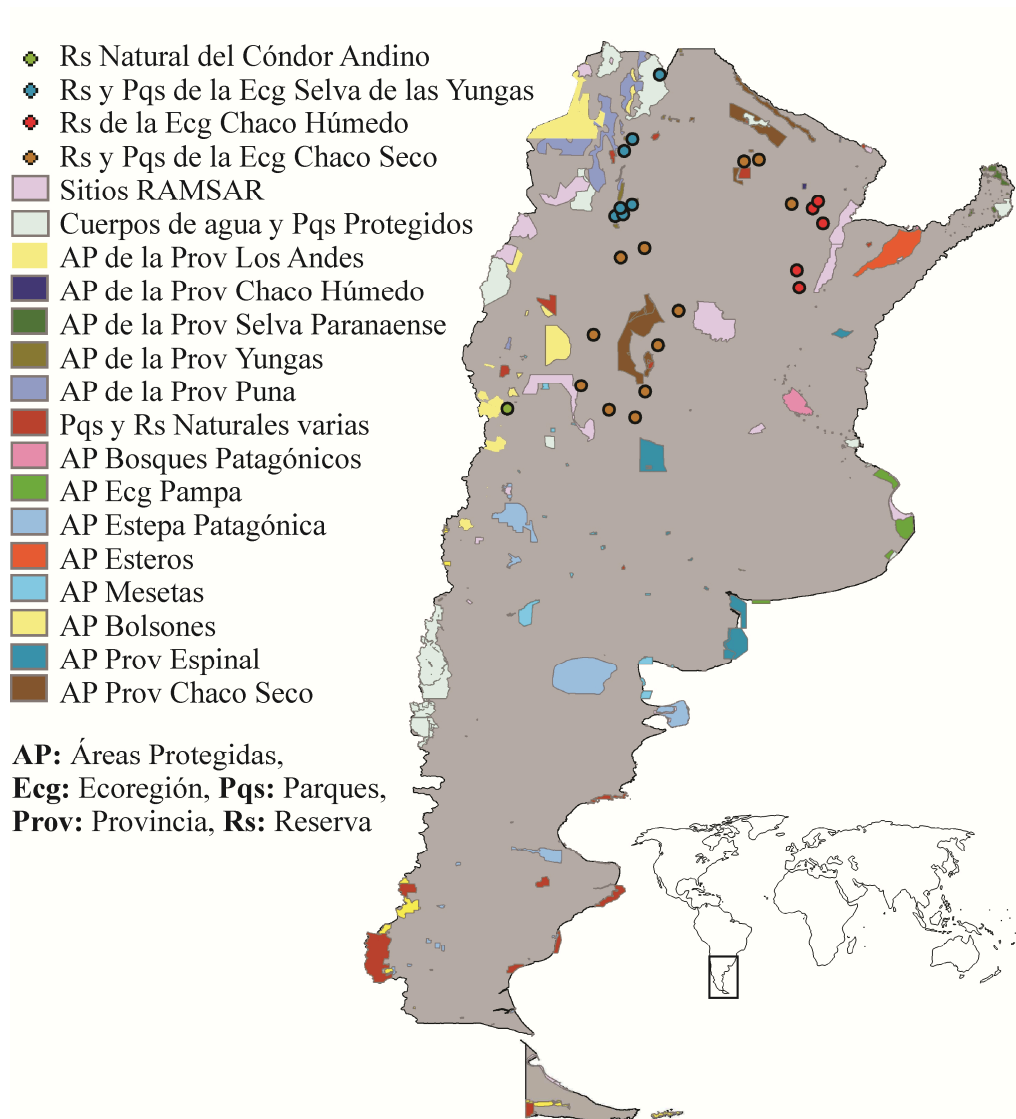 Rs Natural del Cóndor Andino
Rs y Pqs de la Ecg Selva de las Yungas
Rs de la Ecg Chaco Húmedo
Rs y Pqs de la Ecg Chaco Seco
Sitios RAMSAR
Cuerpos de agua y Pqs Protegidos
AP de la Prov Los Andes
AP de la Prov Chaco Húmedo
AP de la Prov Selva Paranaense
AP de la Prov Yungas
AP de la Prov Puna
Pqs y Rs Naturales varias
AP Bosques Patagónicos
AP Ecg Pampa
AP Estepa Patagónica
AP Esteros
AP Mesetas
AP Bolsones
AP Prov Espinal
AP Prov Chaco Seco
AP: Áreas Protegidas,
Ecg: Ecoregión, Pqs: Parques,
Prov: Provincia, Rs: Reserva